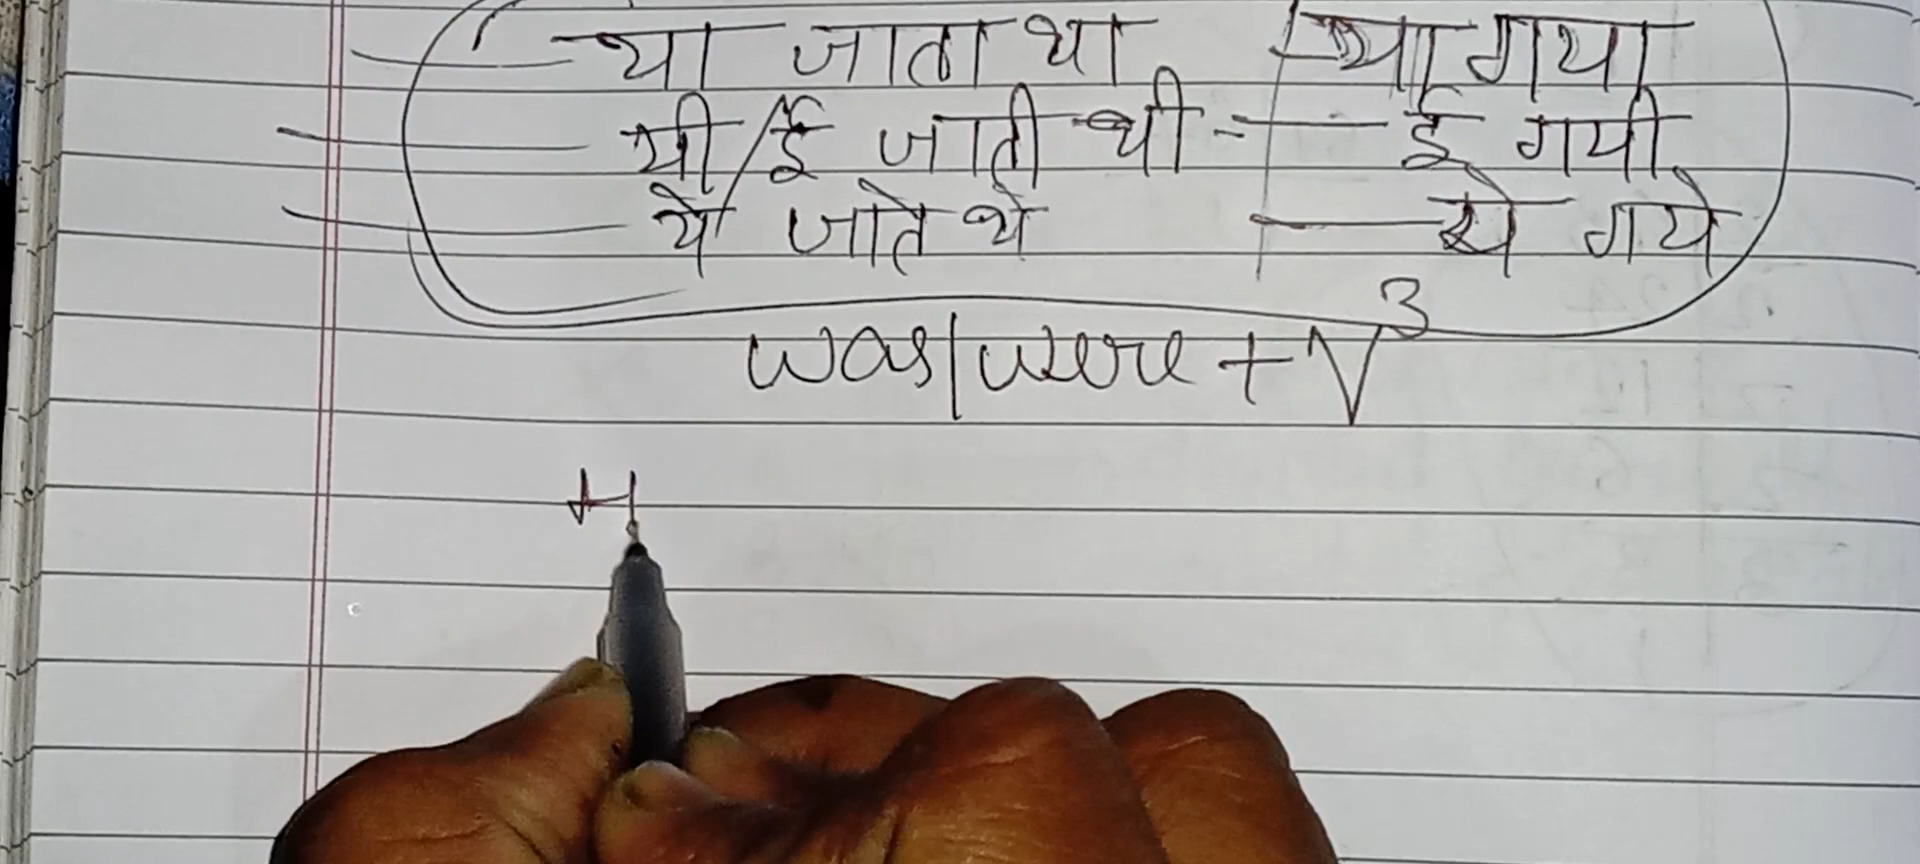 या जाता था या गया
यी/ई जाती थी - ई गयी
ये जाते थे ये गये
was/were + V³
म